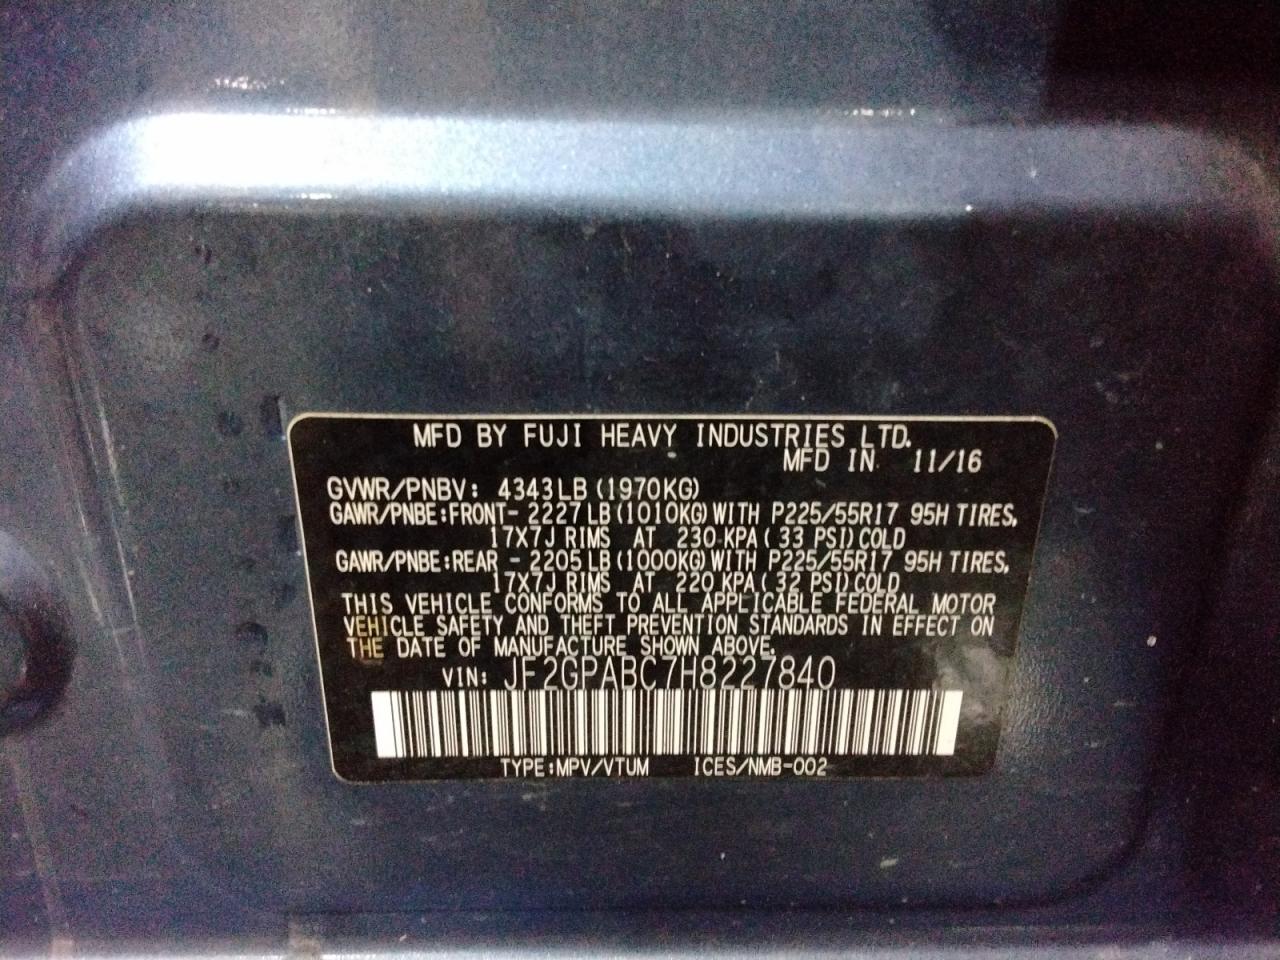 MFD BY FUJI HEAVY INDUSTRIES LTD.
MFD IN 11/16
GVWR/PNBV: 4343LB (1970KG)
GAWR/PNBE:FRONT- 2227LB(1010KG)WITH P225/55R17 95H TIRES,
17X7J RIMS AT 230 KPA( 33 PSI)COLD
GAWR/PNBE:REAR - 2205LB(1000KG)WITH P225/55R17 95H TIRES,
17X7J RIMS AT 220 KPA( 32 PSI)COLD
THIS VEHICLE CONFORMS TO ALL APPLICABLE FEDERAL MOTOR
VEHICLE SAFETY AND THEFT PREVENTION STANDARDS IN EFFECT ON
THE DATE OF MANUFACTURE SHOWN ABOVE.
VIN: JF2GPABC7H8227840
TYPE:MPV/VTUM ICES/NMB-002